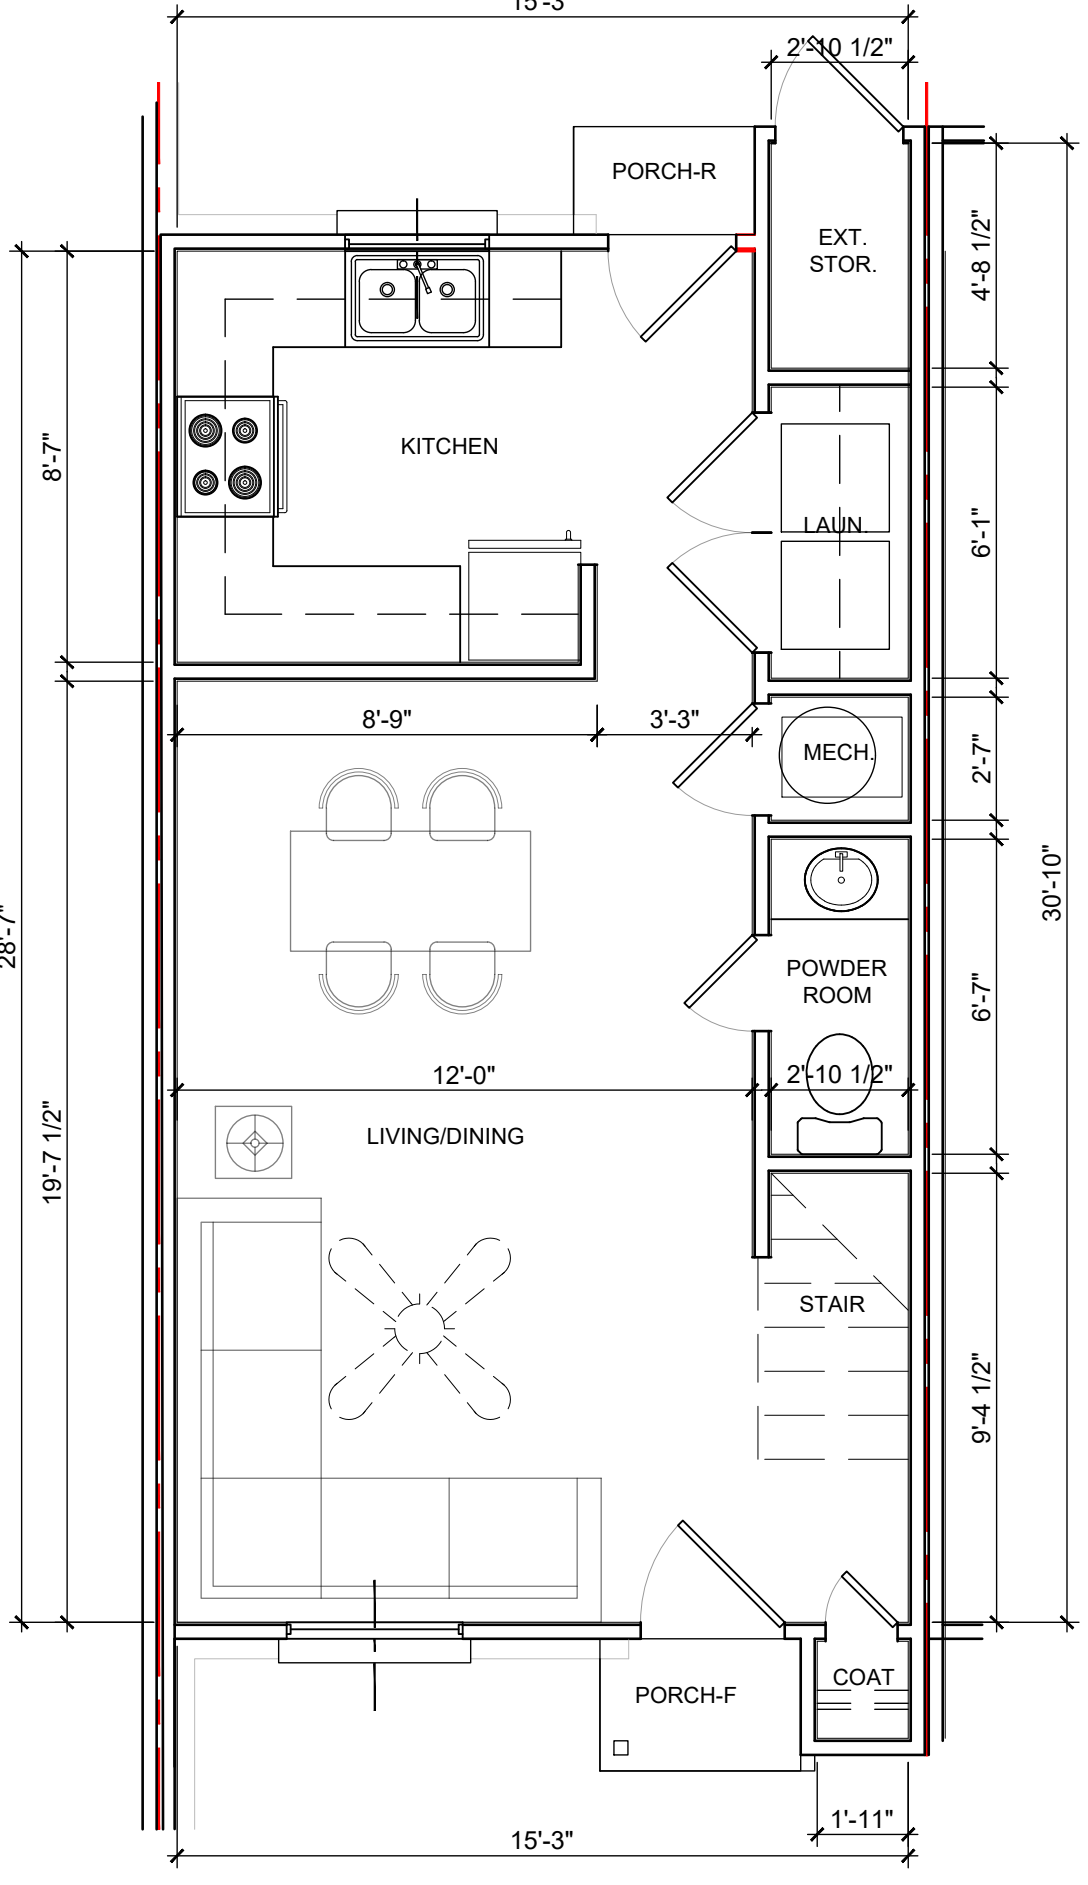 15'-3"
2'-10 1/2"
PORCH-R
EXT.
STOR.
4'-8 1/2"
8'-7"
KITCHEN
LAUN.
6'-1"
8'-9"
3'-3"
MECH.
2'-7"
28'-7"
30'-10"
POWDER
ROOM
6'-7"
12'-0"
2'-10 1/2"
LIVING/DINING
19'-7 1/2"
STAIR
9'-4 1/2"
COAT
PORCH-F
1'-11"
15'-3"